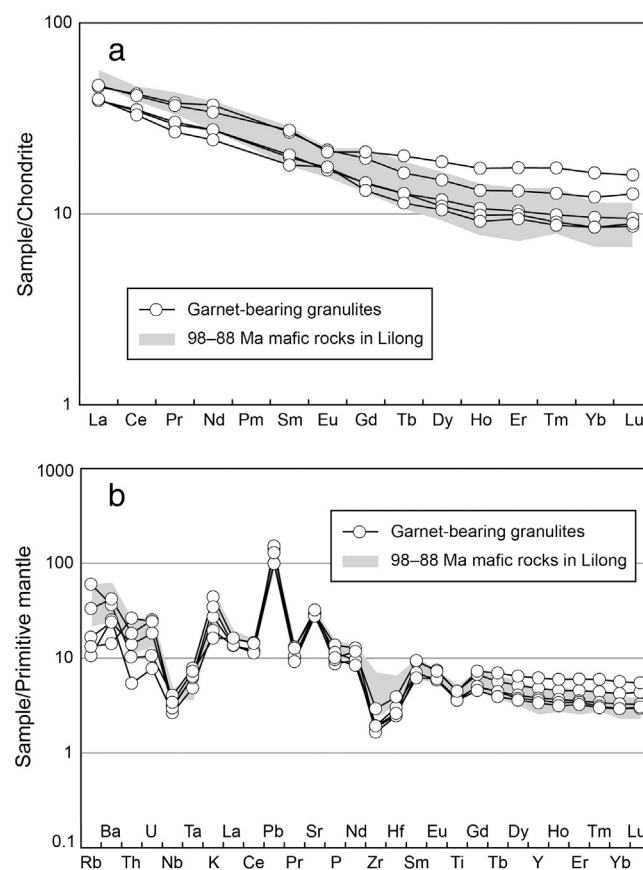 100
a
Sample/Chondrite
10
Garnet-bearing granulites
98–88 Ma mafic rocks in Lilong
1
La Ce Pr Nd Pm Sm Eu Gd Tb Dy Ho Er Tm Yb Lu
1000
b
Sample/Primitive mantle
Garnet-bearing granulites
98–88 Ma mafic rocks in Lilong
100
10
1
Ba U Ta La Pb Sr Nd Hf Eu Gd Dy Ho Tm Lu
0.1
Rb Th Nb K Ce Pr P Zr Sm Ti Tb Y Er Yb